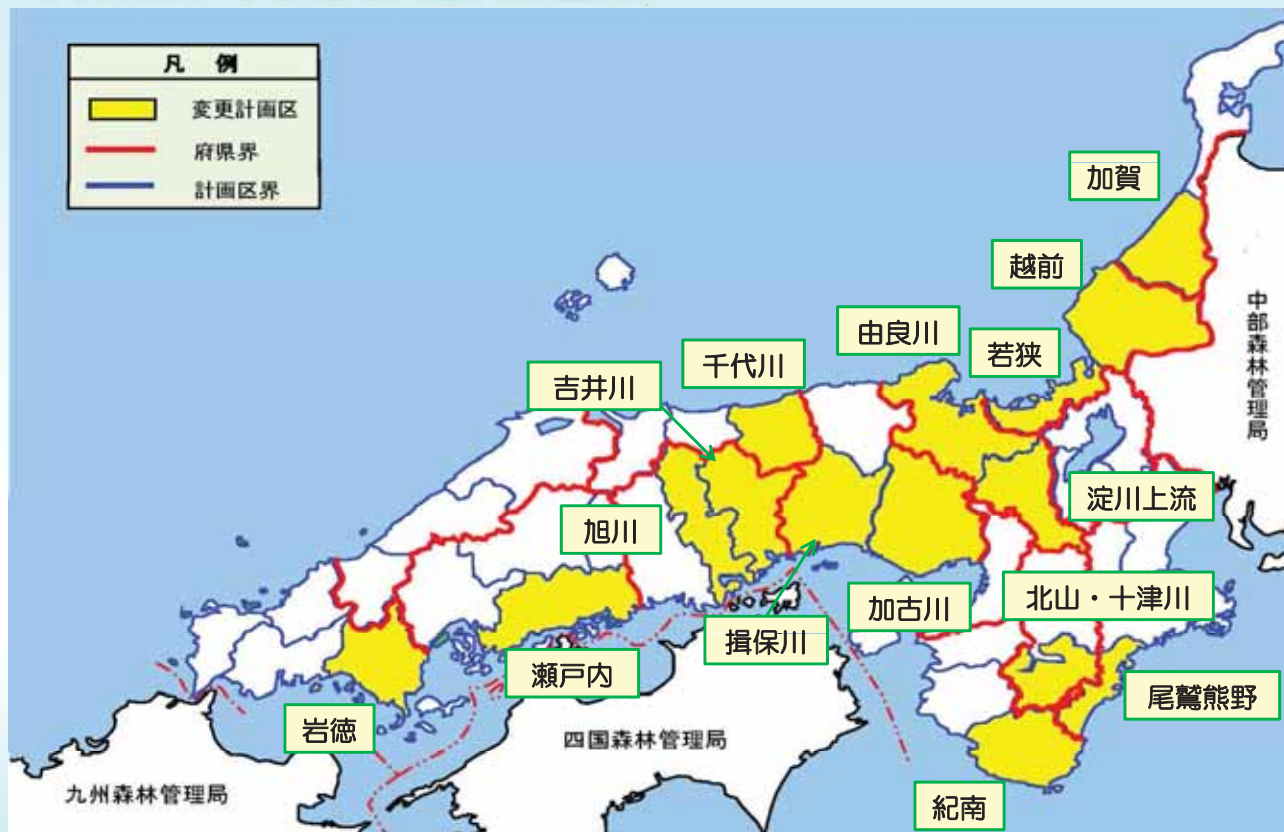 凡 例
変更計画区
府県界
計画区界
加賀
越前
由良川
若狭
千代川
吉井川
中部森林管理局
淀川上流
旭川
加古川
北山・十津川
揖保川
瀬戸内
尾鷲熊野
岩徳
四国森林管理局
九州森林管理局
紀南